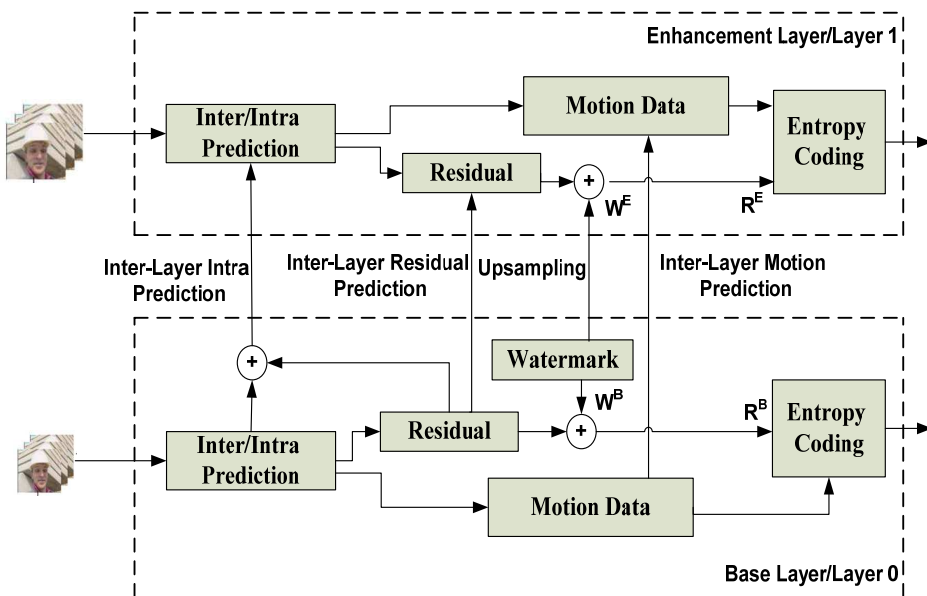 Enhancement Layer/Layer 1
Inter/Intra
Prediction
Motion Data
Entropy
Coding
Residual
+
W^E
R^E
Inter-Layer Intra
Prediction
Inter-Layer Residual
Prediction
Upsampling
Inter-Layer Motion
Prediction
+
Watermark
W^B
R^B
Entropy
Coding
Inter/Intra
Prediction
Residual
+
Motion Data
Base Layer/Layer 0